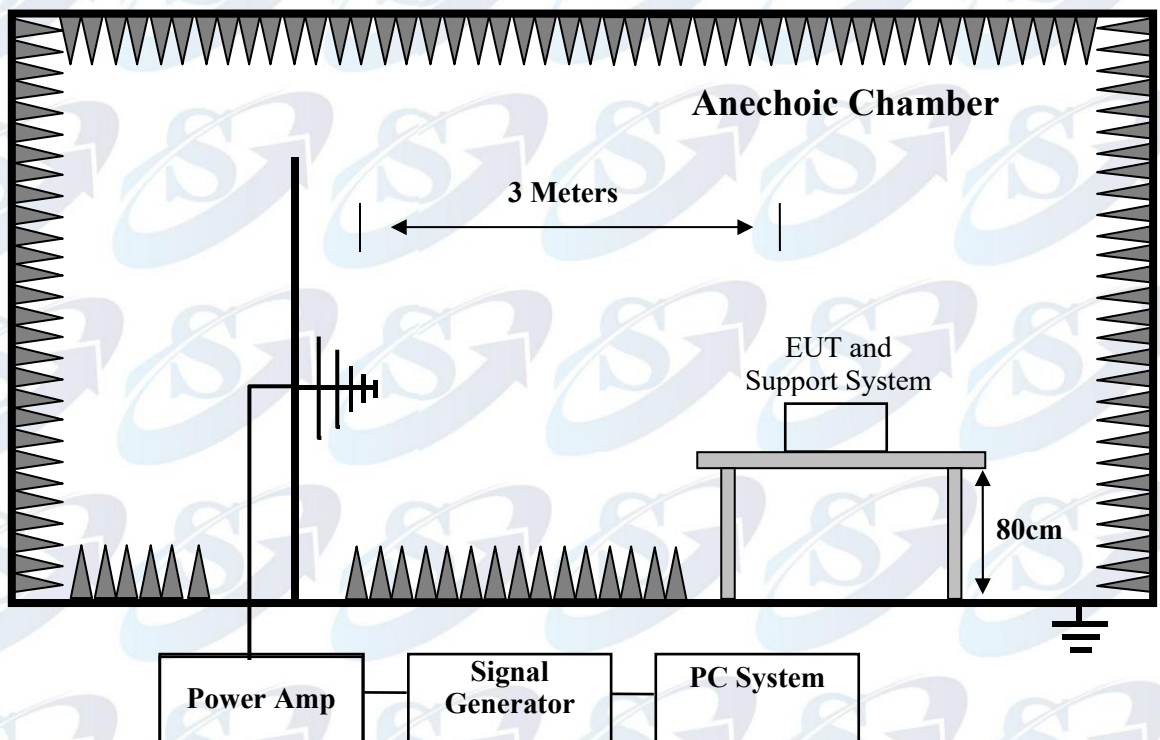 Anechoic Chamber
3 Meters
EUT and
Support System
80cm
Power Amp
Signal
Generator
PC System